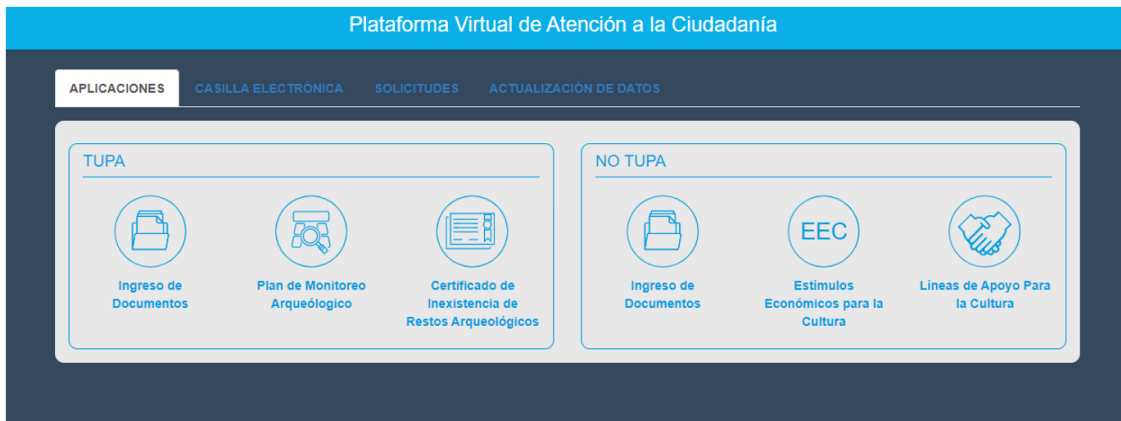 Plataforma Virtual de Atención a la Ciudadanía
APLICACIONES
CASILLA ELECTRÓNICA
SOLICITUDES
ACTUALIZACIÓN DE DATOS
TUPA
Ingreso de
Documentos
Plan de Monitoreo
Arqueólogico
Certificado de
Inexistencia de
Restos Arqueológicos
NO TUPA
Ingreso de
Documentos
EEC
Estímulos
Económicos para la
Cultura
Líneas de Apoyo Para
la Cultura